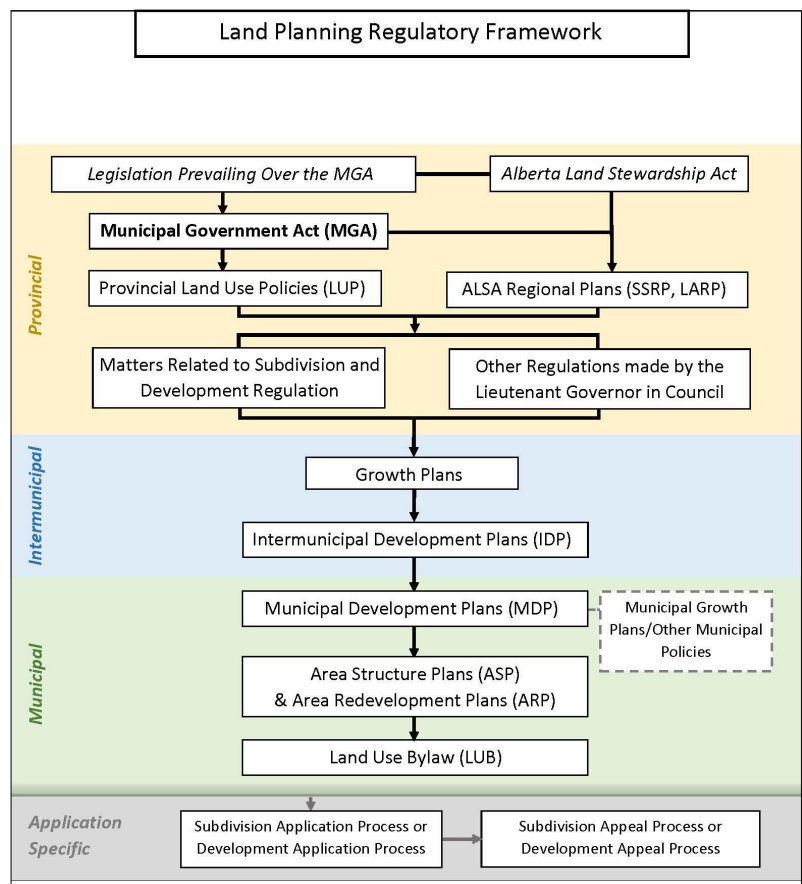 Land Planning Regulatory Framework
Provincial
Legislation Prevailing Over the MGA
Alberta Land Stewardship Act
Municipal Government Act (MGA)
Provincial Land Use Policies (LUP)
ALSA Regional Plans (SSRP, LARP)
Matters Related to Subdivision and
Development Regulation
Other Regulations made by the
Lieutenant Governor in Council
Intermunicipal
Growth Plans
Intermunicipal Development Plans (IDP)
Municipal
Municipal Development Plans (MDP)
Municipal Growth
Plans/Other Municipal
Policies
Area Structure Plans (ASP)
& Area Redevelopment Plans (ARP)
Land Use Bylaw (LUB)
Application
Specific
Subdivision Application Process or
Development Application Process
Subdivision Appeal Process or
Development Appeal Process